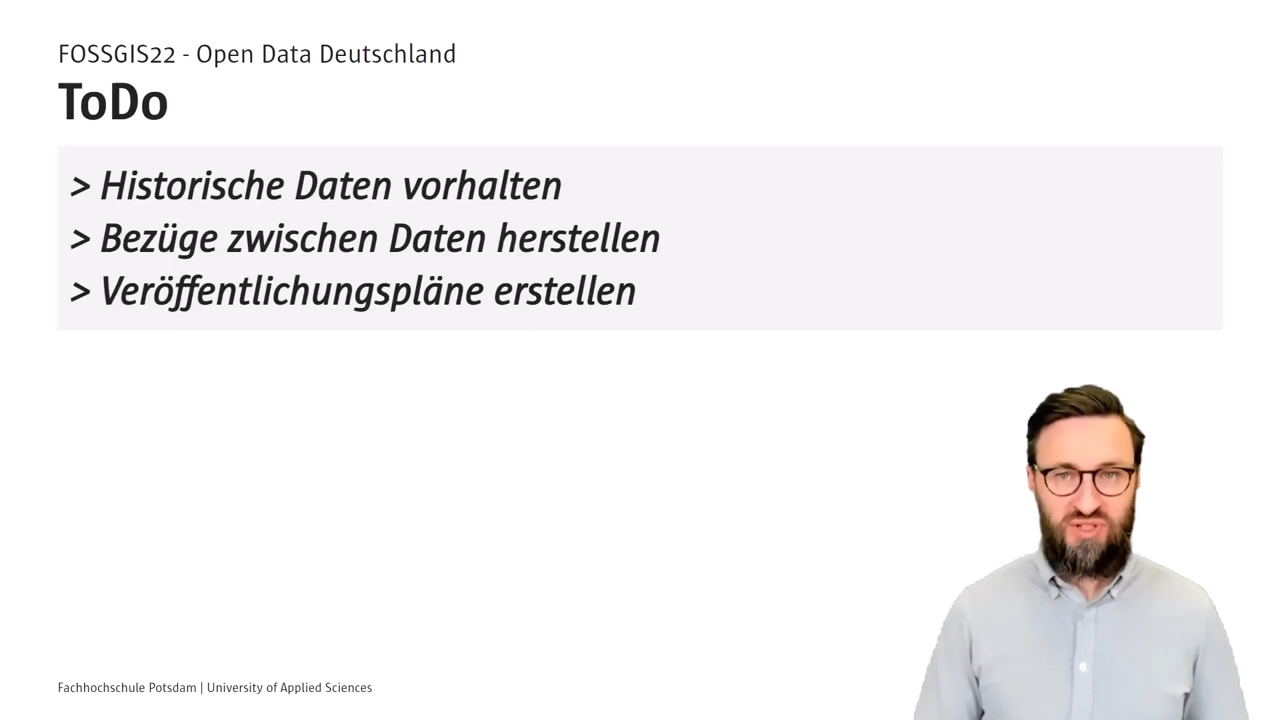 FOSSGIS22 - Open Data Deutschland
ToDo
> Historische Daten vorhalten
> Bezüge zwischen Daten herstellen
> Veröffentlichungspläne erstellen
Fachhochschule Potsdam | University of Applied Sciences